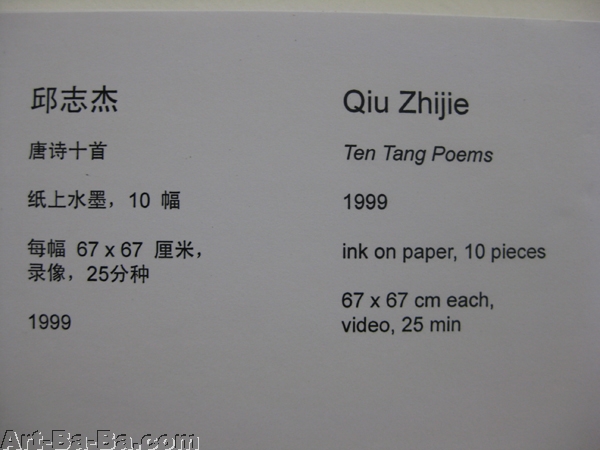 邱志杰
唐诗十首
纸上水墨，10 幅
每幅 67 x 67 厘米，
录像，25分种
1999
Qiu Zhijie
Ten Tang Poems
1999
ink on paper, 10 pieces
67 x 67 cm each,
video, 25 min
Art-Ba-Ba.com